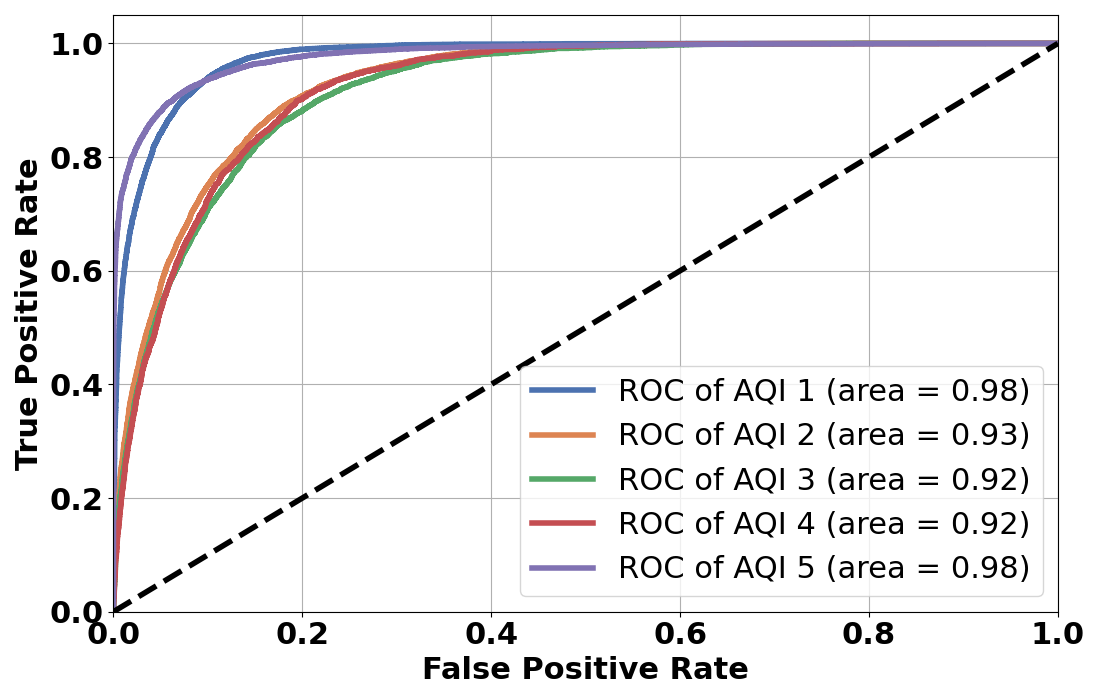 1.0
0.8
0.6
0.4
0.2
0.0
True Positive Rate
ROC of AQI 1 (area = 0.98)
ROC of AQI 2 (area = 0.93)
ROC of AQI 3 (area = 0.92)
ROC of AQI 4 (area = 0.92)
ROC of AQI 5 (area = 0.98)
0.0 0.2 0.4 0.6 0.8 1.0
False Positive Rate